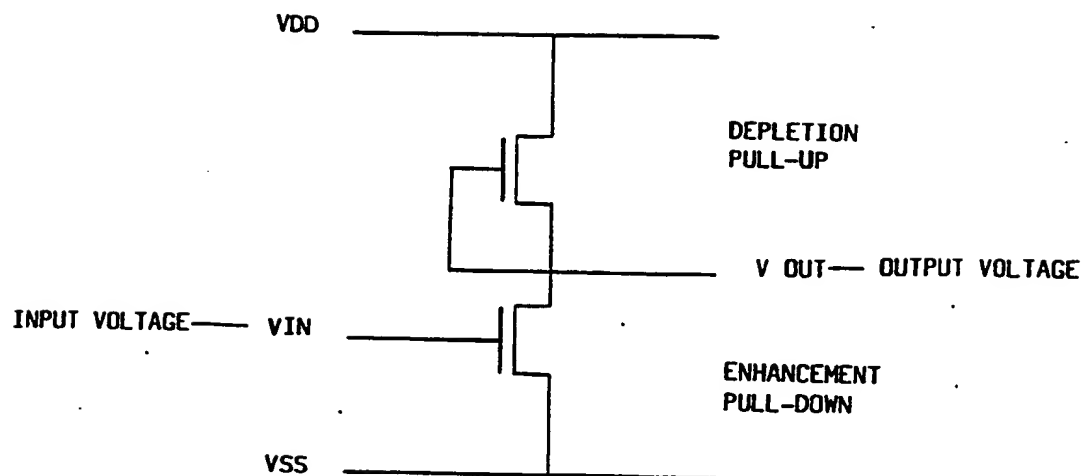 VDD
DEPLETION
PULL-UP
V OUT— OUTPUT VOLTAGE
INPUT VOLTAGE— VIN
ENHANCEMENT
PULL-DOWN
VSS